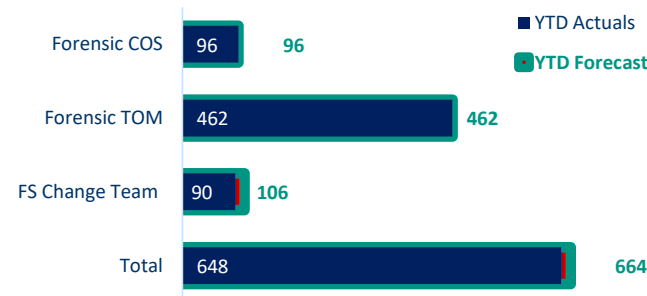 YTD Actuals
YTD Forecast
Forensic COS 96 96
Forensic TOM 462 462
FS Change Team 90 106
Total 648 664